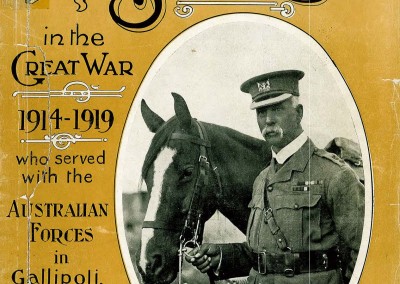 in the
GREAT WAR
1914-1919
who served
with the
AUSTRALIAN
FORCES
in
Gallipoli,